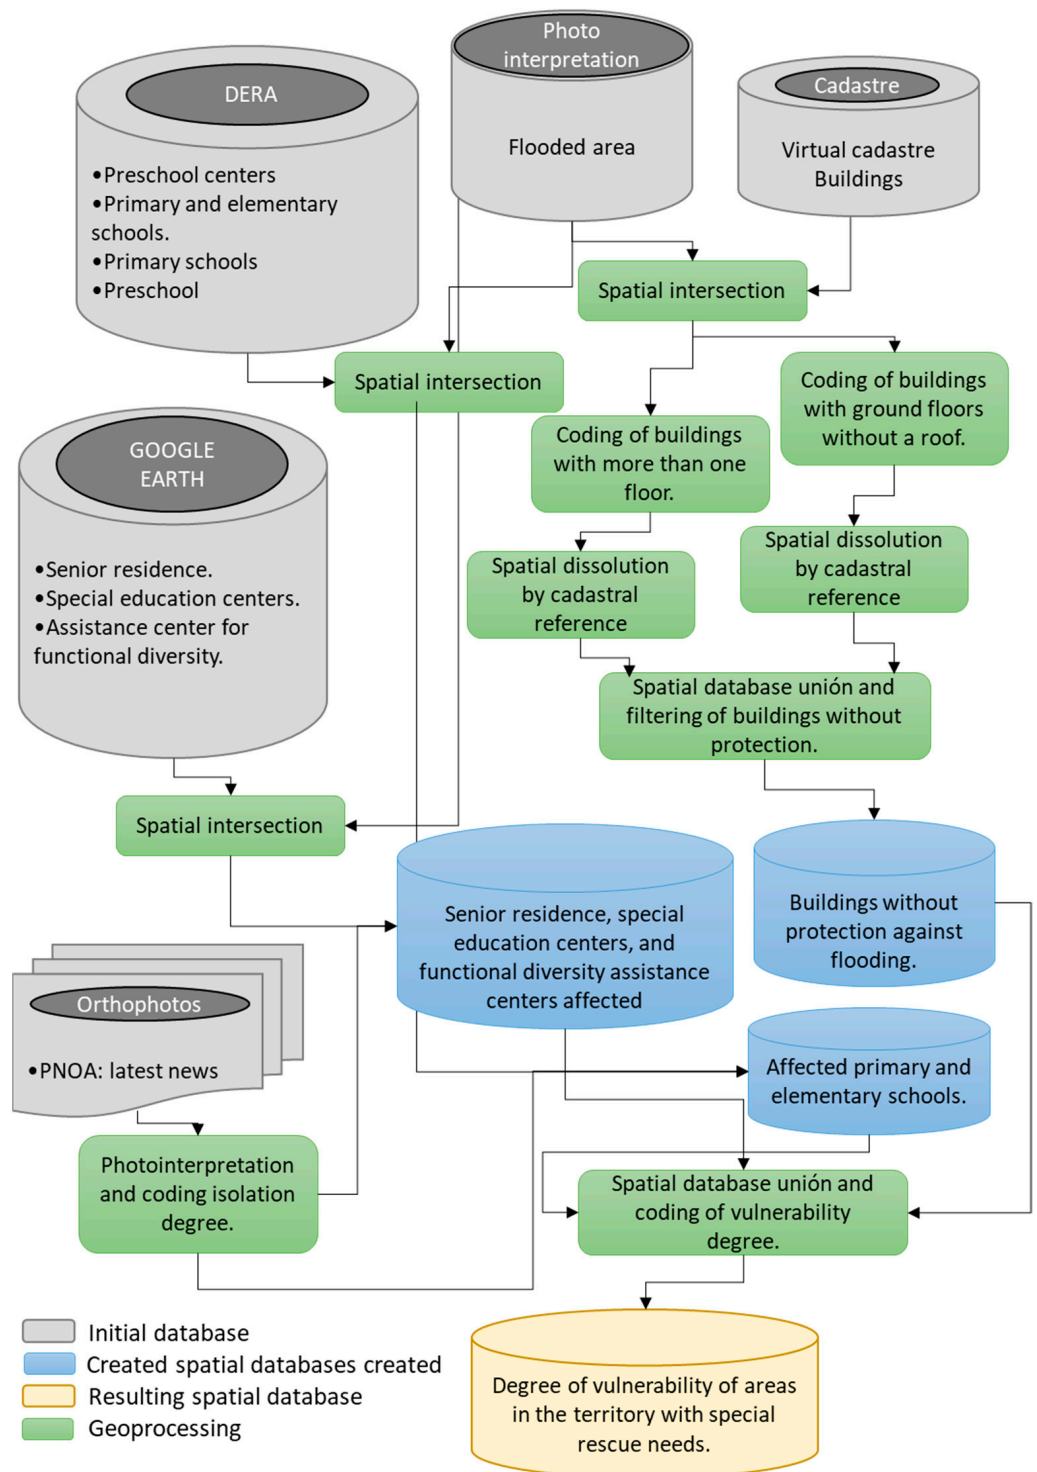 Photo
interpretation
DERA
Cadastre
Flooded area
Virtual cadastre
Buildings
•Preschool centers
•Primary and elementary
schools.
•Primary schools
•Preschool
Spatial intersection
Spatial intersection
Coding of buildings
with ground floors
without a roof.
Coding of buildings
with more than one
floor.
GOOGLE
EARTH
•Senior residence.
•Special education centers.
•Assistance center for
functional diversity.
Spatial dissolution
by cadastral
reference
Spatial dissolution
by cadastral
reference
Spatial database unión and
filtering of buildings without
protection.
Spatial intersection
Senior residence, special
education centers, and
functional diversity assistance
centers affected
Buildings without
protection against
flooding.
Orthophotos
•PNOA: latest news
Affected primary and
elementary schools.
Photointerpretation
and coding isolation
degree.
Spatial database unión and
coding of vulnerability
degree.
Initial database
Created spatial databases created
Resulting spatial database
Geoprocessing
Degree of vulnerability of areas
in the territory with special
rescue needs.